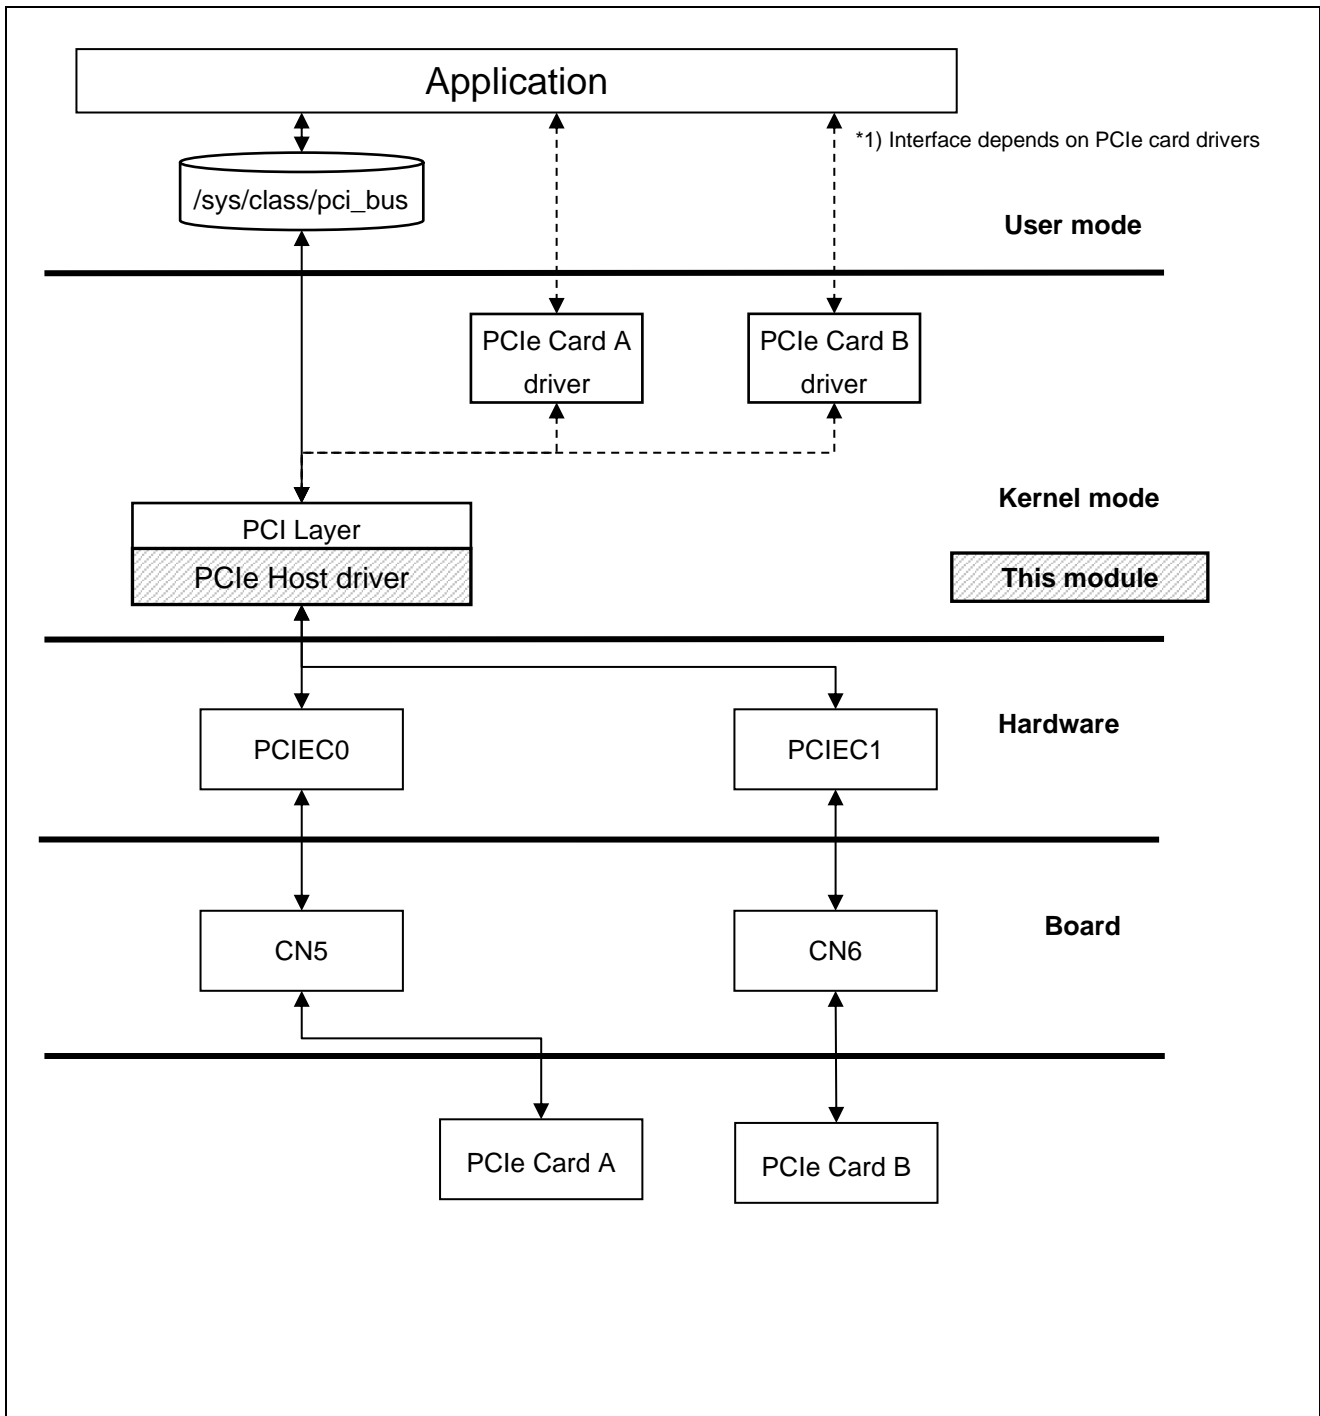 Application
*1) Interface depends on PCIe card drivers
/sys/class/pci_bus
User mode
PCIe Card A
driver
PCIe Card B
driver
Kernel mode
PCI Layer
PCIe Host driver
This module
Hardware
PCIEC0
PCIEC1
Board
CN5
CN6
PCIe Card A
PCIe Card B